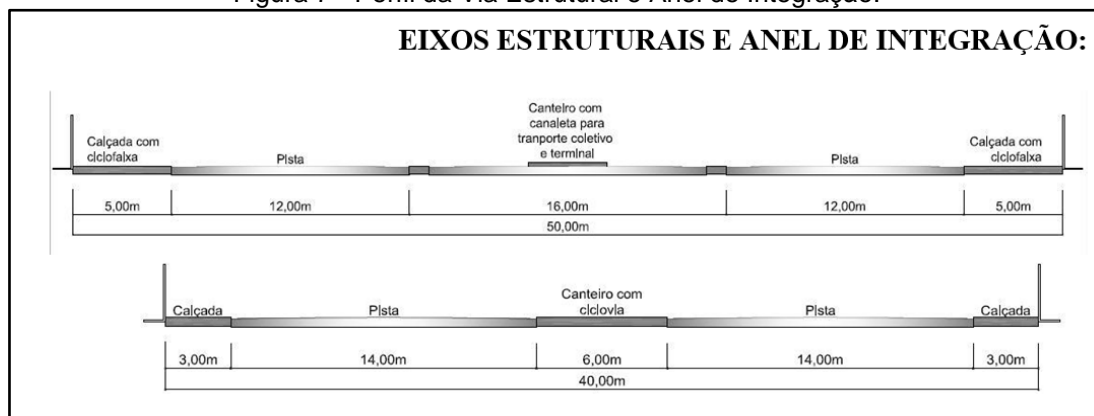 Figura I – Perfil da Via Estrutural e Anel de Integração.
EIXOS ESTRUTURAIS E ANEL DE INTEGRAÇÃO:
Calçada com
ciclofaixa
Pista
Canteiro com
canaleta para
tranporte coletivo
e terminal
Pista
Calçada com
ciclofaixa
5,00m 12,00m 16,00m 12,00m 5,00m
50,00m
Calçada
Pista
Canteiro com
ciclovia
Pista
Calçada
3,00m 14,00m 6,00m 14,00m 3,00m
40,00m